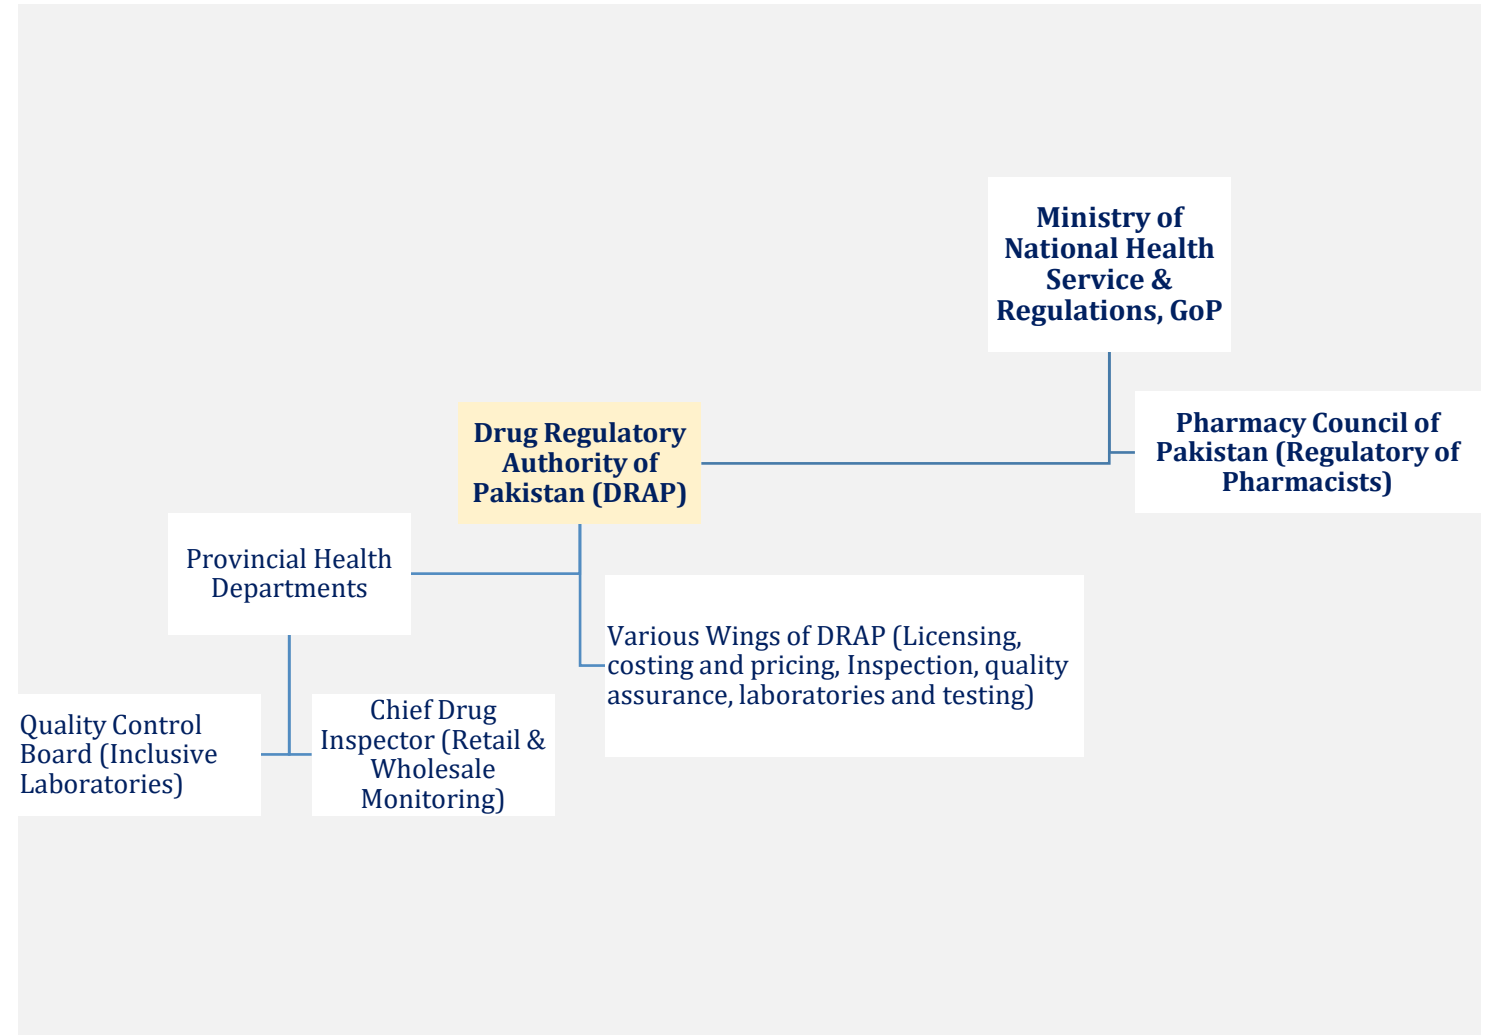 Ministry of
National Health
Service &
Regulations, GoP
Drug Regulatory
Authority of
Pakistan (DRAP)
Pharmacy Council of
Pakistan (Regulatory of
Pharmacists)
Provincial Health
Departments
Various Wings of DRAP (Licensing,
costing and pricing, Inspection, quality
assurance, laboratories and testing)
Quality Control
Board (Inclusive
Laboratories)
Chief Drug
Inspector (Retail &
Wholesale
Monitoring)